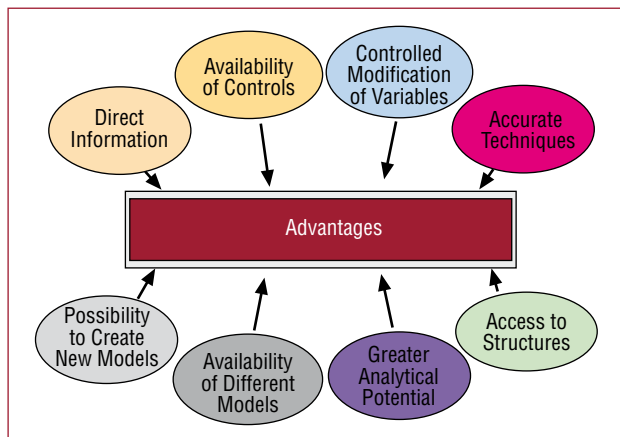 Availability
of Controls
Controlled
Modification
of Variables
Direct
Information
Accurate
Techniques
Advantages
Possibility
to Create
New Models
Availability
of Different
Models
Greater
Analytical
Potential
Access to
Structures